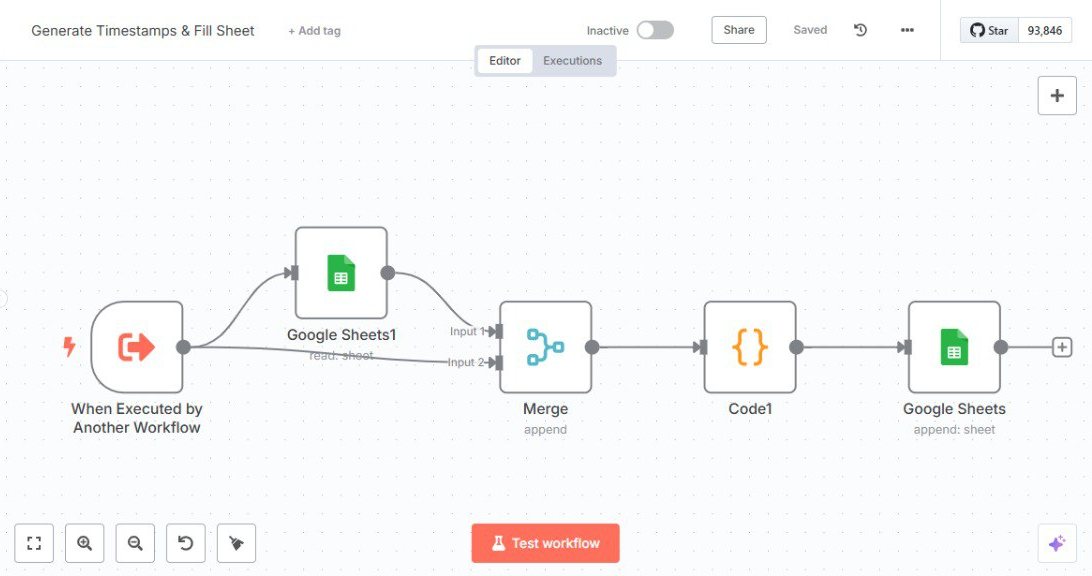 Generate Timestamps & Fill Sheet
+ Add tag
Inactive
Share
Saved
Star
93,846
Editor
Executions
Google Sheets1
read: sheet
Input 1
Input 2
When Executed by
Another Workflow
Merge
append
Code1
Google Sheets
append: sheet
Test workflow